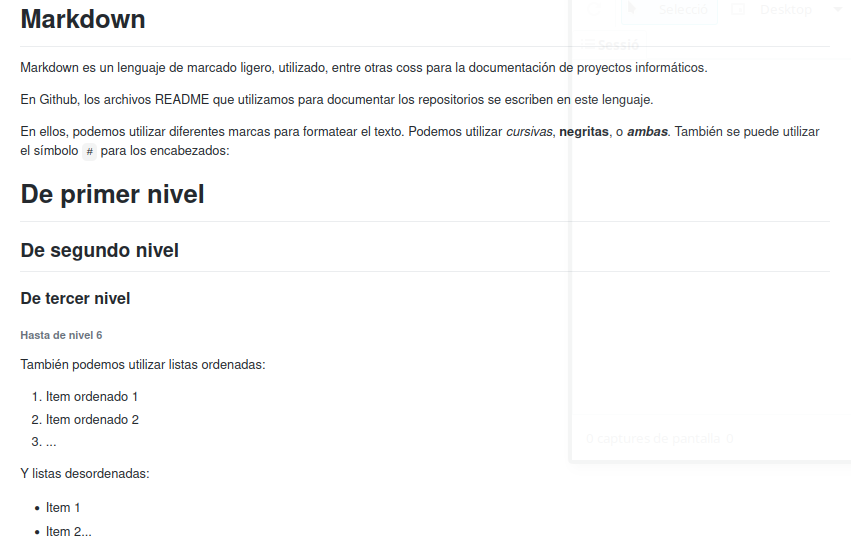 Markdown
Selecció Desktop
Sessió
Markdown es un lenguaje de marcado ligero, utilizado, entre otras coss para la documentación de proyectos informáticos.
En Github, los archivos README que utilizamos para documentar los repositorios se escriben en este lenguaje.
En ellos, podemos utilizar diferentes marcas para formatear el texto. Podemos utilizar cursivas, negritas, o ambas. También se puede utilizar
el símbolo # para los encabezados:
De primer nivel
De segundo nivel
De tercer nivel
Hasta de nivel 6
También podemos utilizar listas ordenadas:
1. Item ordenado 1
2. Item ordenado 2
3. ...
0 captures de pantalla: 0
Y listas desordenadas:
• Item 1
• Item 2...